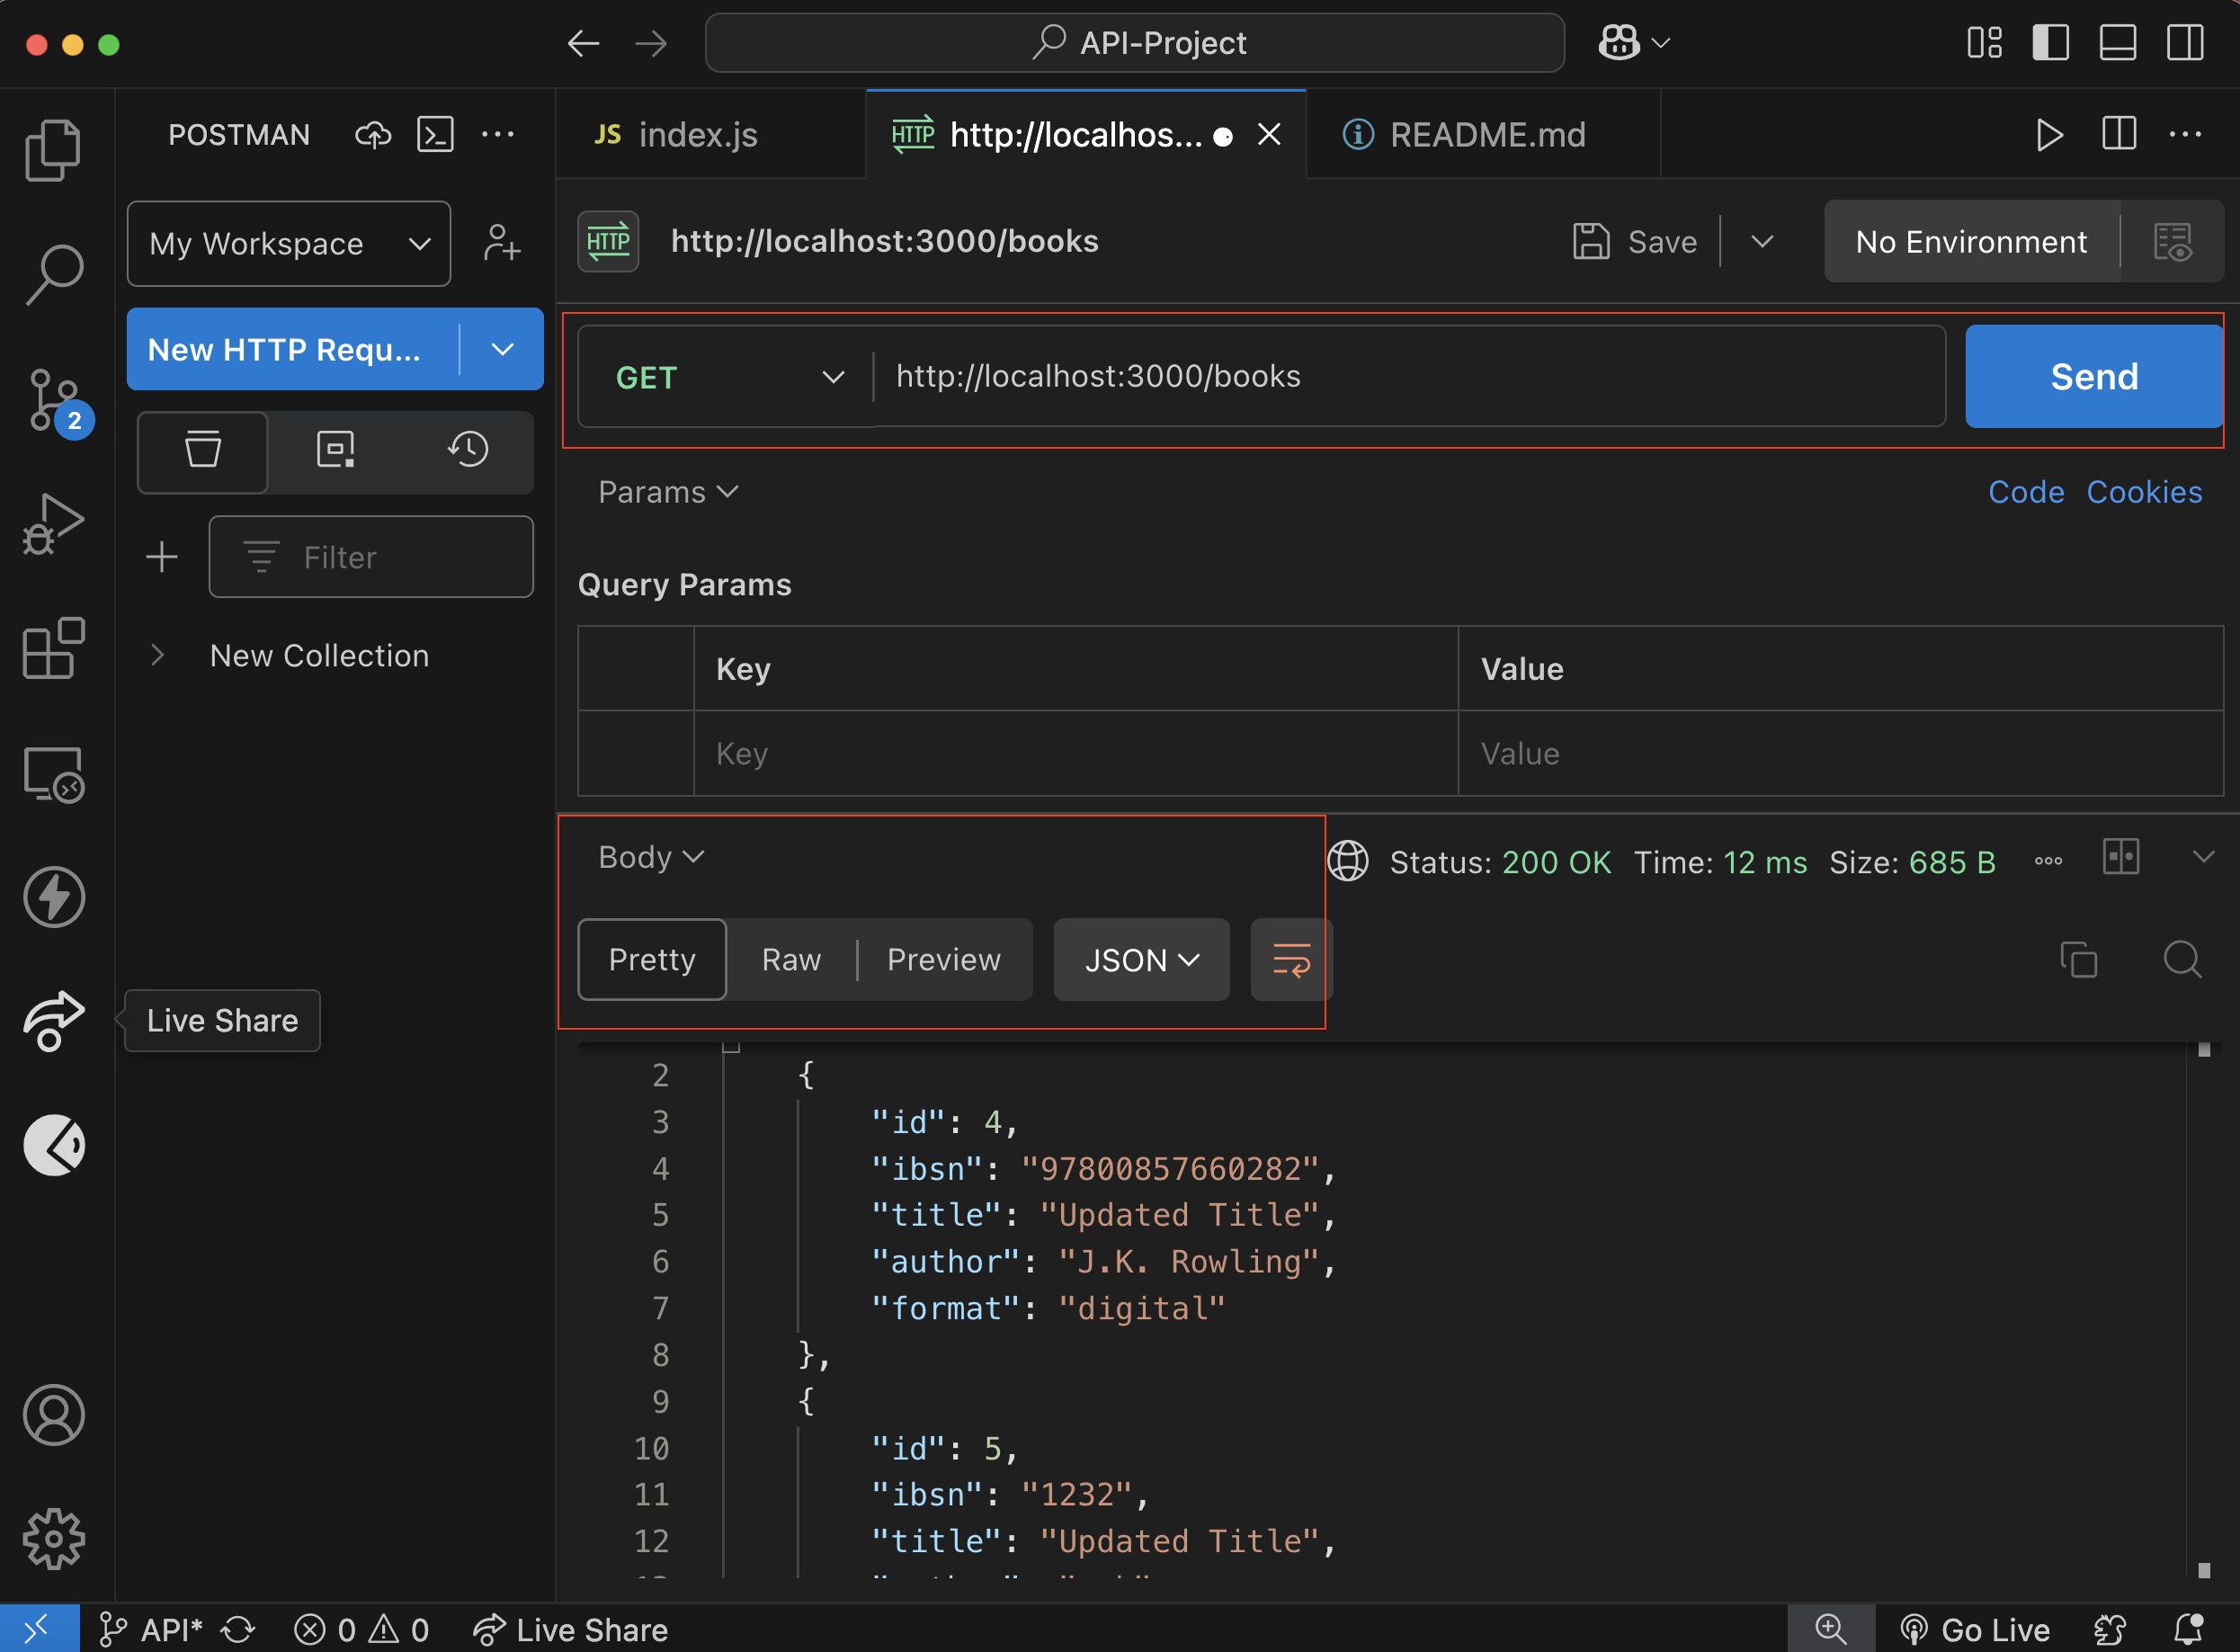 API-Project
POSTMAN
JS index.js
HTTP http://localhos...
README.md
My Workspace
HTTP http://localhost:3000/books
Save
No Environment
New HTTP Requ...
GET http://localhost:3000/books
Send
2
Params
Code Cookies
Filter
Query Params
New Collection
Key Value
Key Value
Body
Status: 200 OK Time: 12 ms Size: 685 B
Pretty Raw Preview JSON
Live Share
2 {
3 "id": 4,
4 "ibsn": "97800857660282",
5 "title": "Updated Title",
6 "author": "J.K. Rowling",
7 "format": "digital"
8 },
9 {
10 "id": 5,
11 "ibsn": "1232",
12 "title": "Updated Title",
API* 0 0 Live Share Go Live